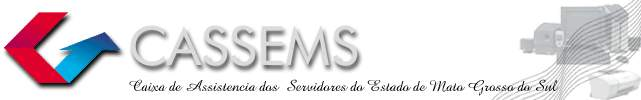 CASSEMS
Caixa de Assistencia dos Servidores do Estado de Mato Grosso do Sul